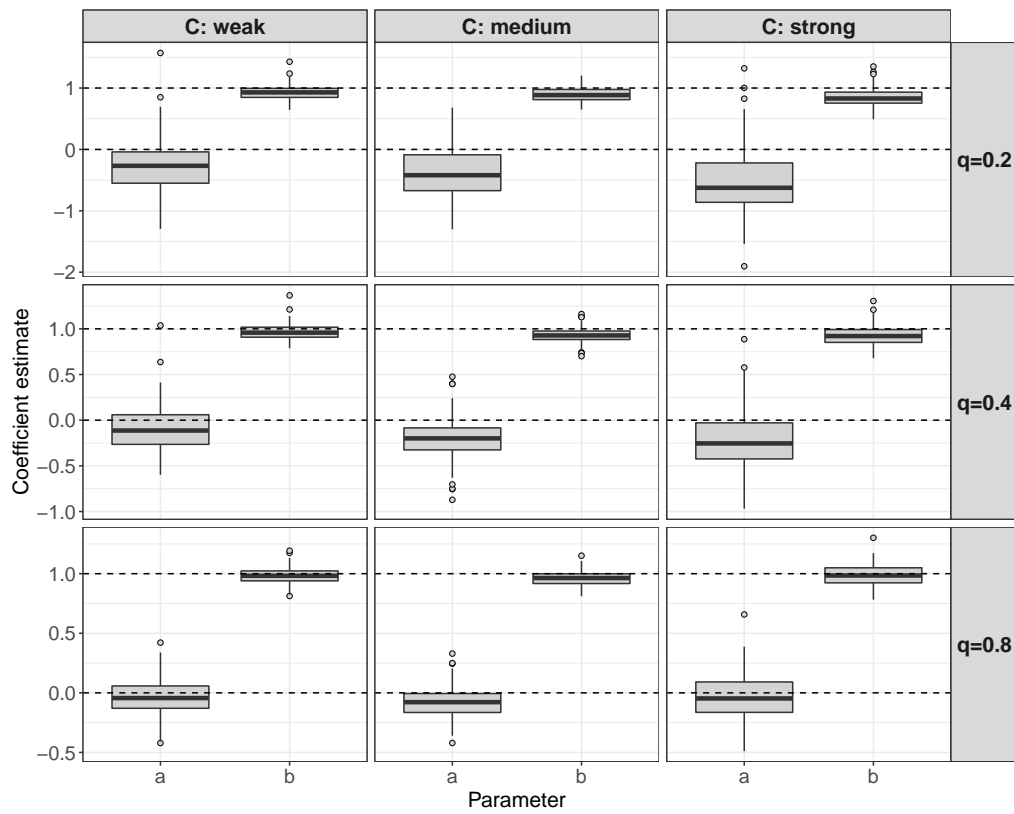 C: weak C: medium C: strong
1
0
−1
−2
q=0.2
1.0
0.5
0.0
−0.5
−1.0
q=0.4
1.0
0.5
0.0
−0.5
q=0.8
Coefficient estimate
a b a b a b
Parameter